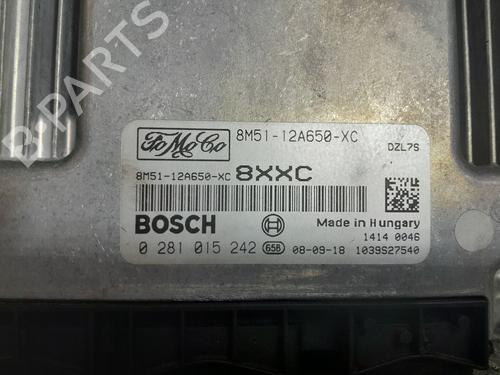 B-PARTS
FoMoCo
8M51-12A650-XC
DZL7S
8M51-12A650-XC 8XXC
BOSCH
Made in Hungary
1414 0046
0 281 015 242 658 08-09-18 1039S27540
B-PARTS